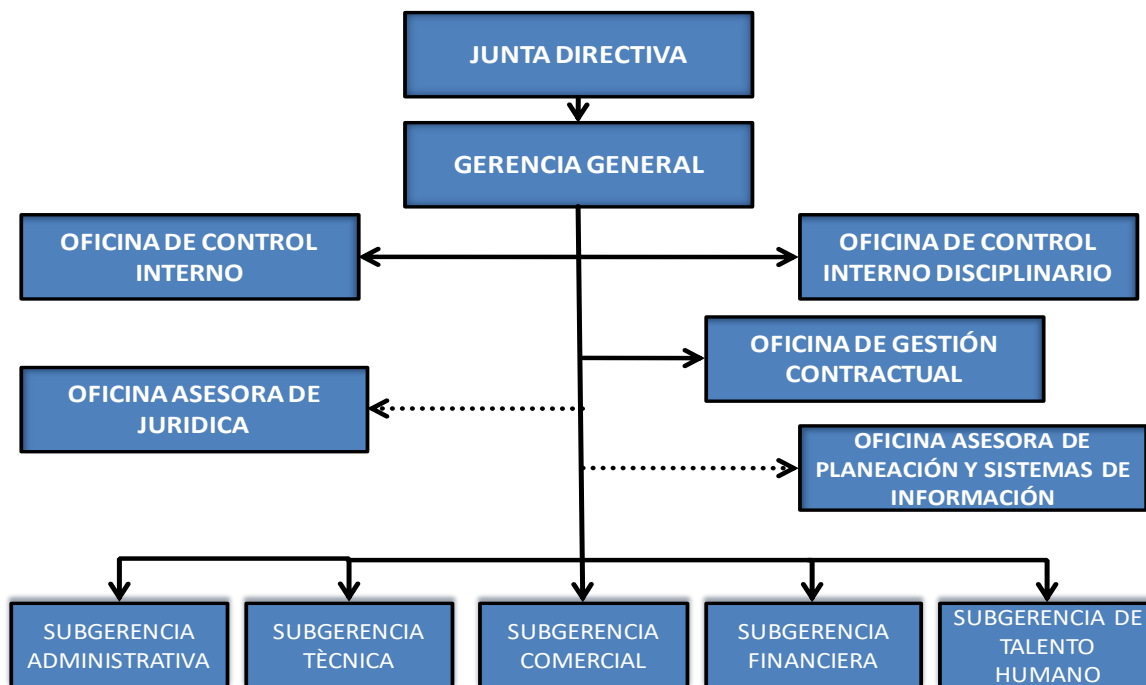 JUNTA DIRECTIVA
GERENCIA GENERAL
OFICINA DE CONTROL
INTERNO
OFICINA DE CONTROL
INTERNO DISCIPLINARIO
OFICINA DE GESTIÓN
CONTRACTUAL
OFICINA ASESORA DE
JURIDICA
OFICINA ASESORA DE
PLANEACIÓN Y SISTEMAS DE
INFORMACIÓN
SUBGERENCIA
ADMINISTRATIVA
SUBGERENCIA
TÈCNICA
SUBGERENCIA
COMERCIAL
SUBGERENCIA
FINANCIERA
SUBGERENCIA DE
TALENTO
HUMANO